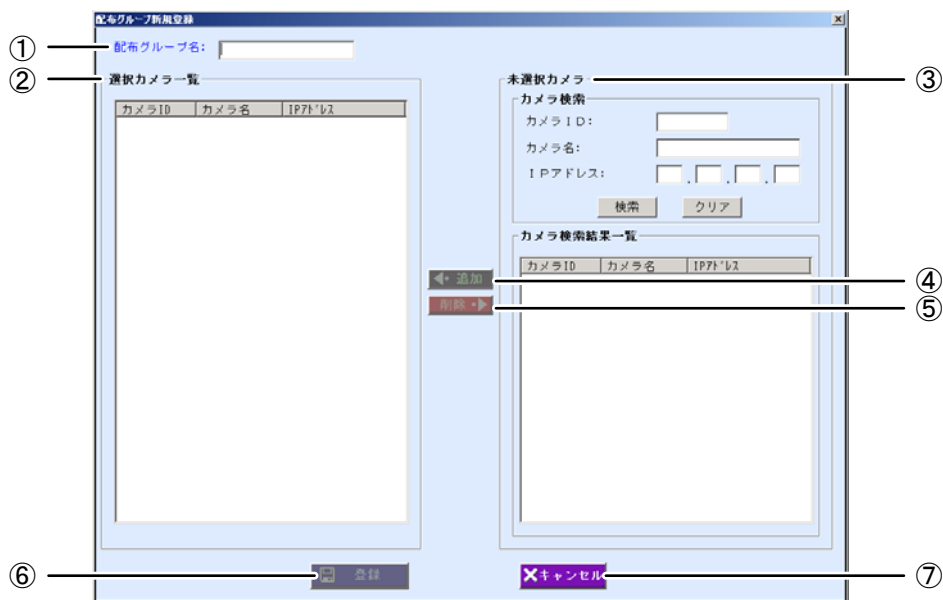 配布グループ新規登録
① 配布グループ名:
② 選択カメラ一覧
カメラID カメラ名 IPｱﾄﾞﾚｽ
未選択カメラ ③
カメラ検索
カメラID:
カメラ名:
IPアドレス: . . .
検索 クリア
カメラ検索結果一覧
カメラID カメラ名 IPｱﾄﾞﾚｽ
追加 ④
削除 ⑤
⑥ 登録
キャンセル ⑦